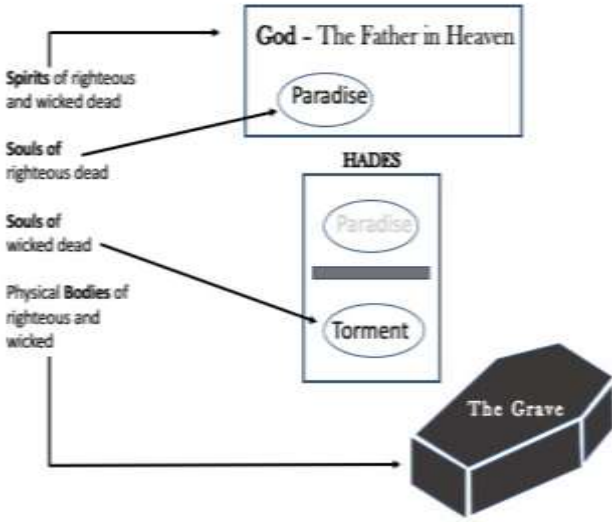 God - The Father in Heaven
Spirits of righteous
and wicked dead
Paradise
Souls of
righteous dead
HADES
Souls of
wicked dead
Paradise
Physical Bodies of
righteous and
wicked
Torment
The Grave